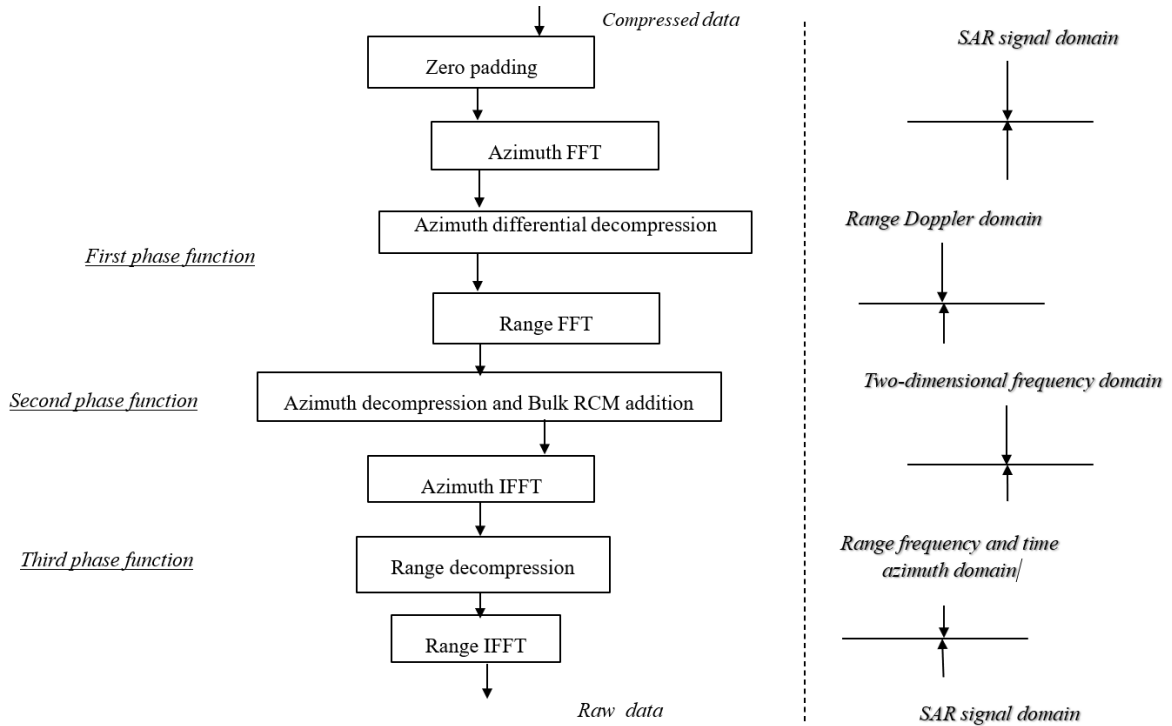 Compressed data
Zero padding
Azimuth FFT
Azimuth differential decompression
First phase function
Range FFT
Second phase function
Azimuth decompression and Bulk RCM addition
Azimuth IFFT
Third phase function
Range decompression
Range IFFT
Raw data
SAR signal domain
Range Doppler domain
Two-dimensional frequency domain
Range frequency and time
azimuth domain/
SAR signal domain